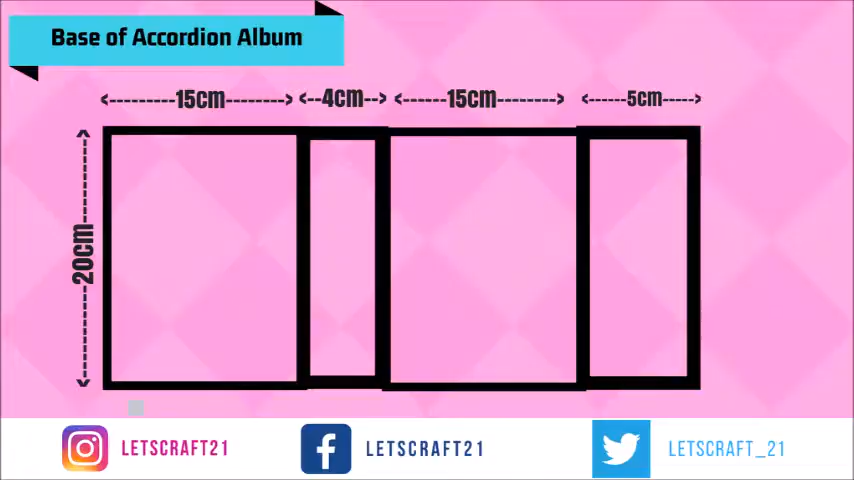 Base of Accordion Album
<---------15cm--------> <--4cm--> <------15cm--------> <------5cm----->
20cm
LETSCRAFT21 LETSCRAFT21 LETSCRAFT_21